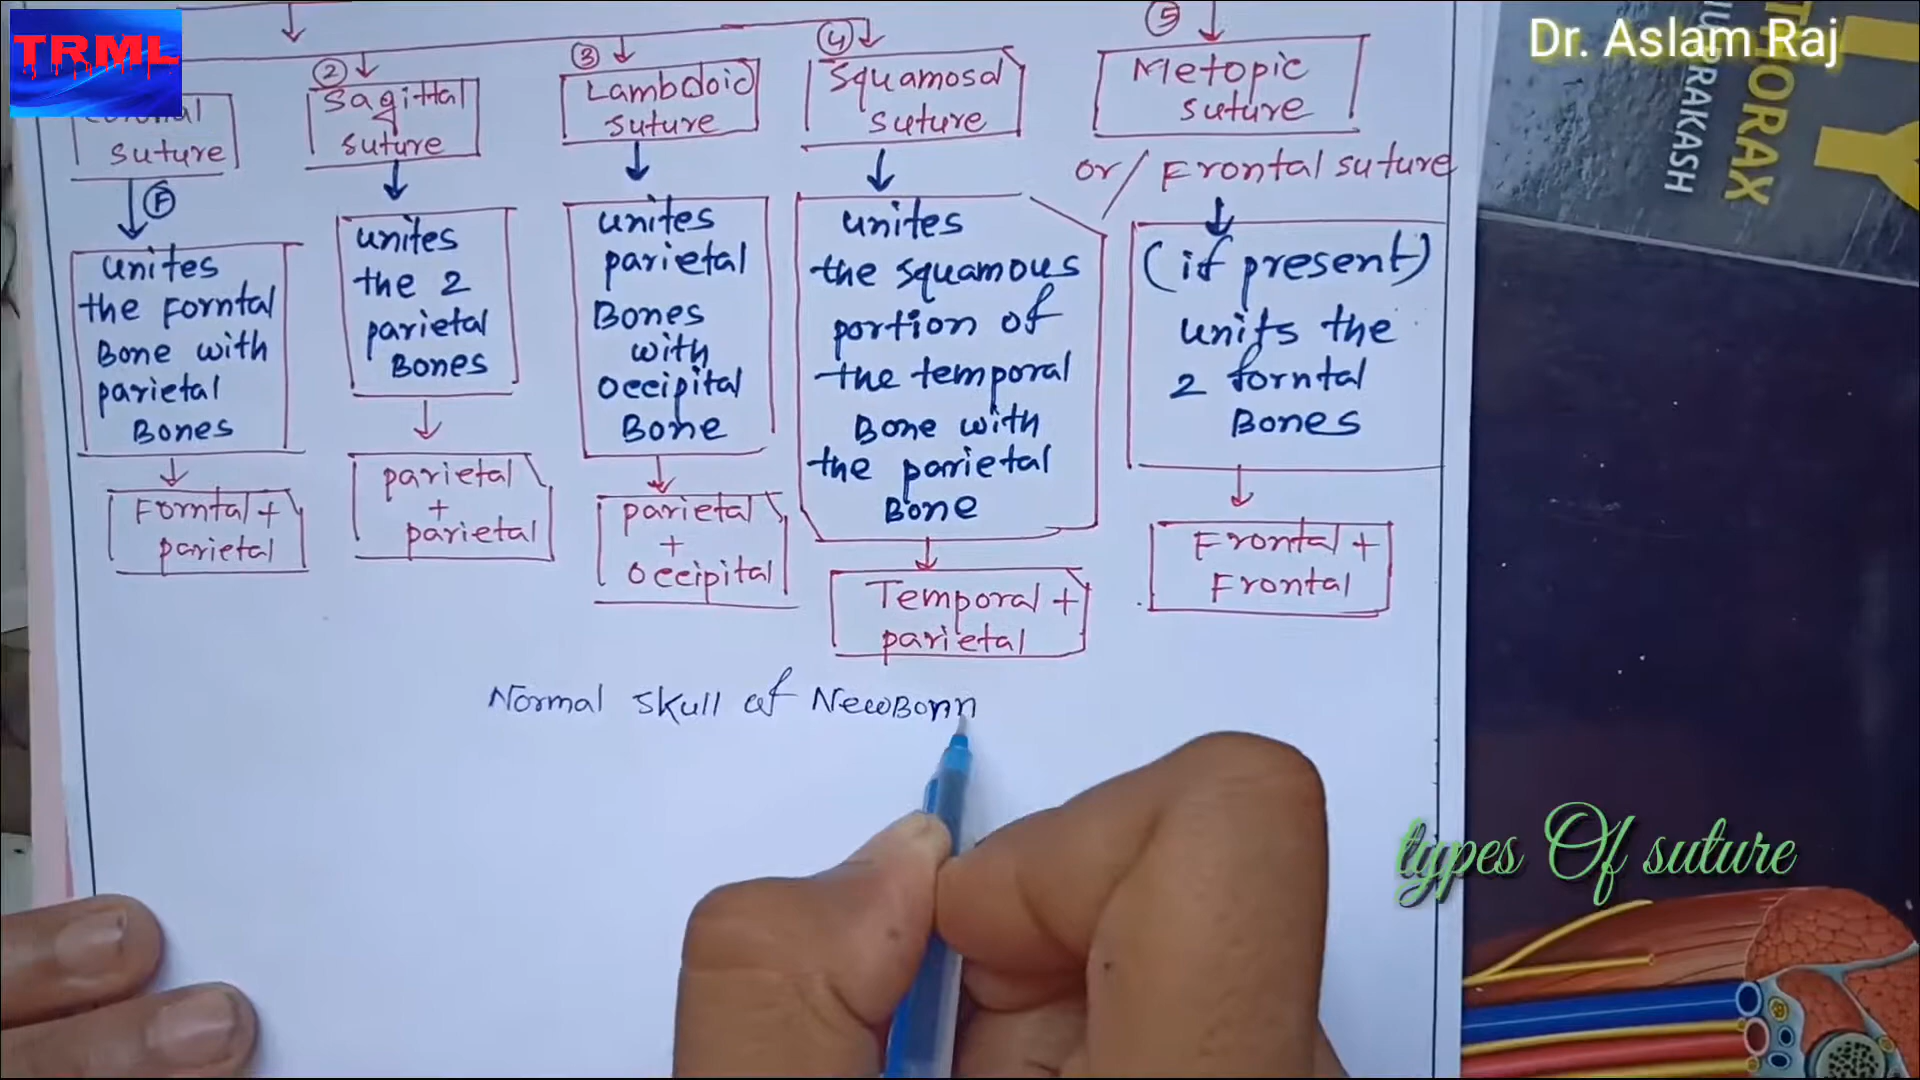 TRML
Dr. Aslam Raj
THORAX
PRAKASH
Coronal
suture
F
unites
the Forntal
Bone with
parietal
Bones
Forntal +
parietal
2
Sagittal
suture
unites
the 2
parietal
Bones
parietal
+
parietal
3
Lambdoid
suture
unites
parietal
Bones
with
occipital
Bone
parietal
+
occipital
4
Squamosal
suture
unites
the squamous
portion of
the temporal
Bone with
the parietal
Bone
Temporal +
parietal
5
Metopic
suture
or/ Frontal suture
(if present)
units the
2 forntal
Bones
Frontal +
Frontal
Normal skull of NewBonn
types Of suture